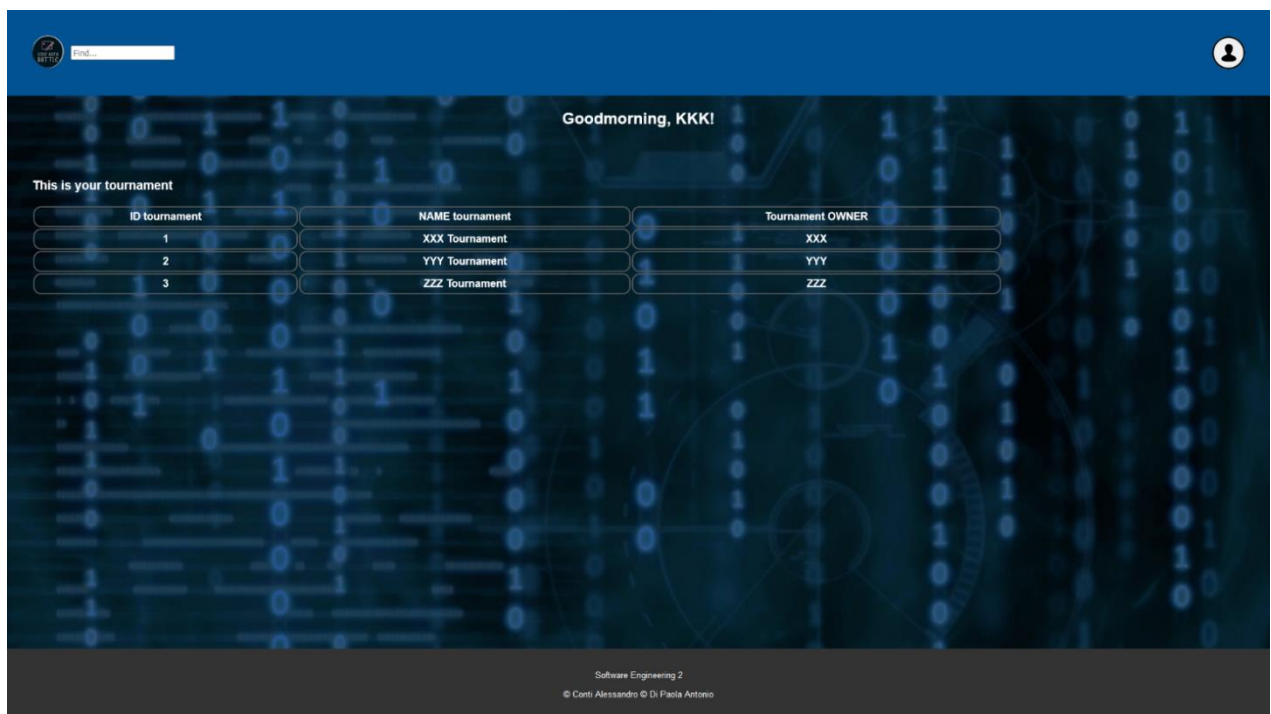 Find...
Goodmorning, KKK!
This is your tournament
ID tournament NAME tournament Tournament OWNER
1 XXX Tournament XXX
2 YYY Tournament YYY
3 ZZZ Tournament ZZZ
Software Engineering 2
© Conti Alessandro © Di Paola Antonio